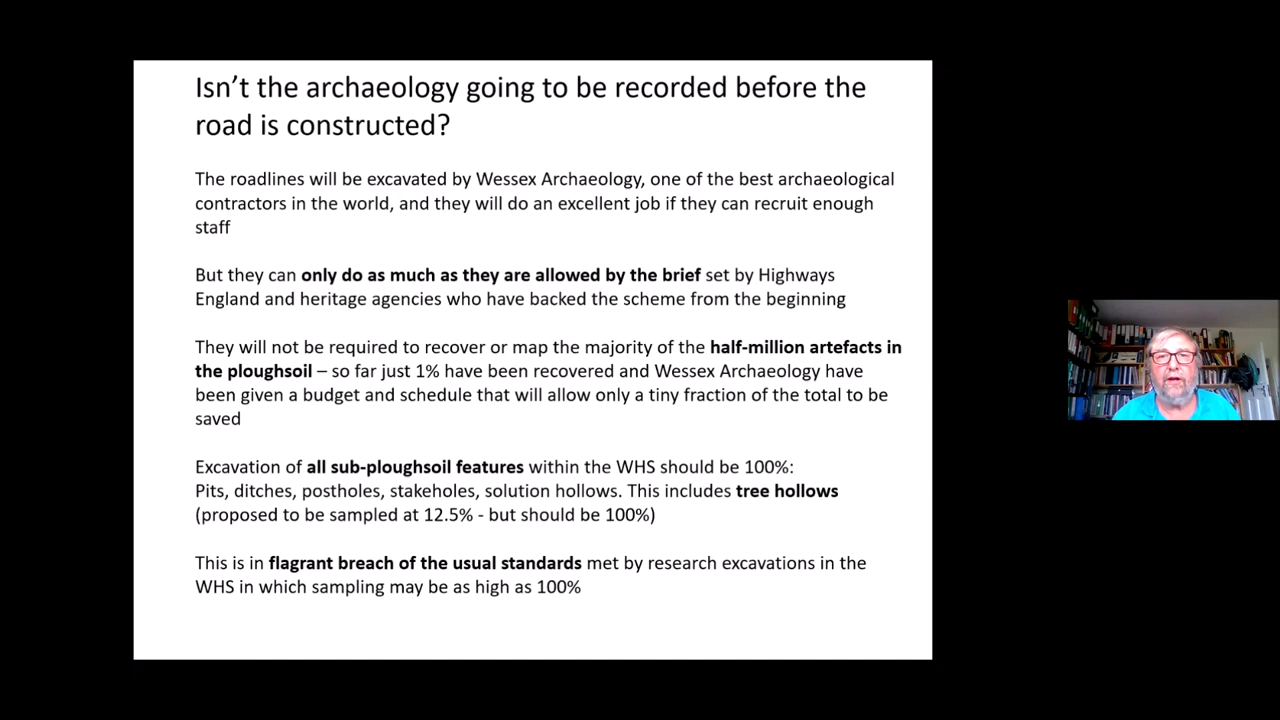 Isn’t the archaeology going to be recorded before the
road is constructed?
The roadlines will be excavated by Wessex Archaeology, one of the best archaeological
contractors in the world, and they will do an excellent job if they can recruit enough
staff
But they can only do as much as they are allowed by the brief set by Highways
England and heritage agencies who have backed the scheme from the beginning
They will not be required to recover or map the majority of the half-million artefacts in
the ploughsoil – so far just 1% have been recovered and Wessex Archaeology have
been given a budget and schedule that will allow only a tiny fraction of the total to be
saved
Excavation of all sub-ploughsoil features within the WHS should be 100%:
Pits, ditches, postholes, stakeholes, solution hollows. This includes tree hollows
(proposed to be sampled at 12.5% - but should be 100%)
This is in flagrant breach of the usual standards met by research excavations in the
WHS in which sampling may be as high as 100%